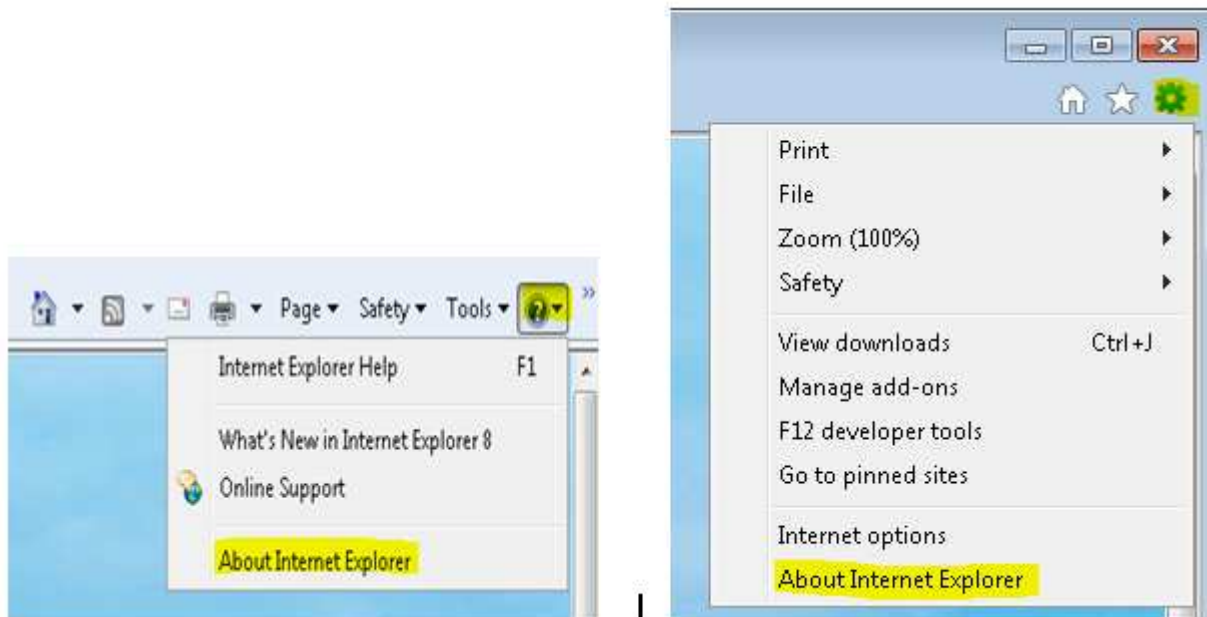 Page Safety Tools
Internet Explorer Help F1
What's New in Internet Explorer 8
Online Support
About Internet Explorer
Print
File
Zoom (100%)
Safety
View downloads Ctrl+J
Manage add-ons
F12 developer tools
Go to pinned sites
Internet options
About Internet Explorer